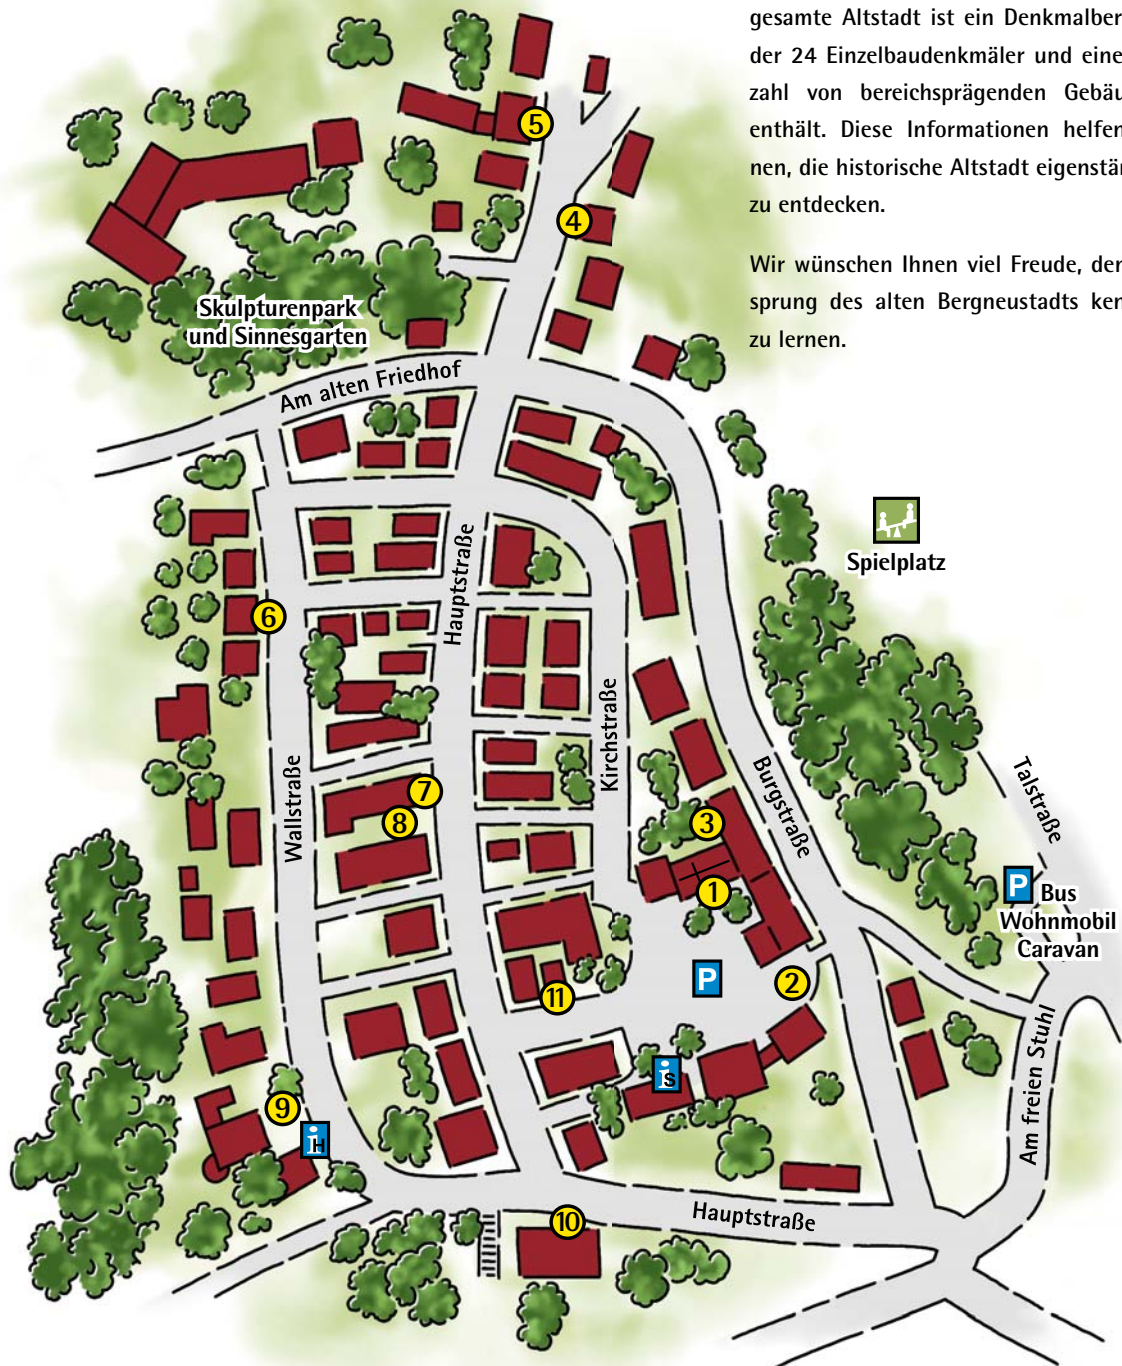 gesamte Altstadt ist ein Denkmalber
der 24 Einzelbaudenkmäler und eine
zahl von bereichsprägenden Gebäu
enthält. Diese Informationen helfen
nen, die historische Altstadt eigenstän
zu entdecken.
Wir wünschen Ihnen viel Freude, den
sprung des alten Bergneustadts ken
zu lernen.
5
4
Skulpturenpark
und Sinnesgarten
Am alten Friedhof
Spielplatz
Hauptstraße
6
Kirchstraße
Wallstraße
Burgstraße
Talstraße
7
8
3
1
P
Bus
Wohnmobil
Caravan
P
2
11
i
S
Am freien Stuhl
9
i
H
10
Hauptstraße